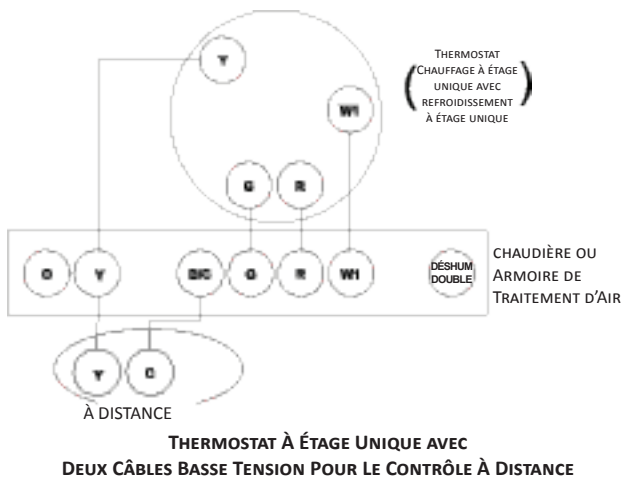 Y
THERMOSTAT
CHAUFFAGE À ÉTAGE
UNIQUE AVEC
REFROIDISSEMENT
À ÉTAGE UNIQUE
W1
G R
Y G R W1
DÉSHUM
DOUBLE
CHAUDIÈRE OU
ARMOIRE DE
TRAITEMENT D'AIR
Y C
À DISTANCE
THERMOSTAT À ÉTAGE UNIQUE AVEC
DEUX CÂBLES BASSE TENSION POUR LE CONTRÔLE À DISTANCE